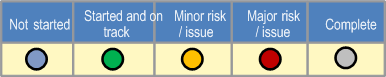 Not started
Started and on
track
Minor risk
/ issue
Major risk
/ issue
Complete